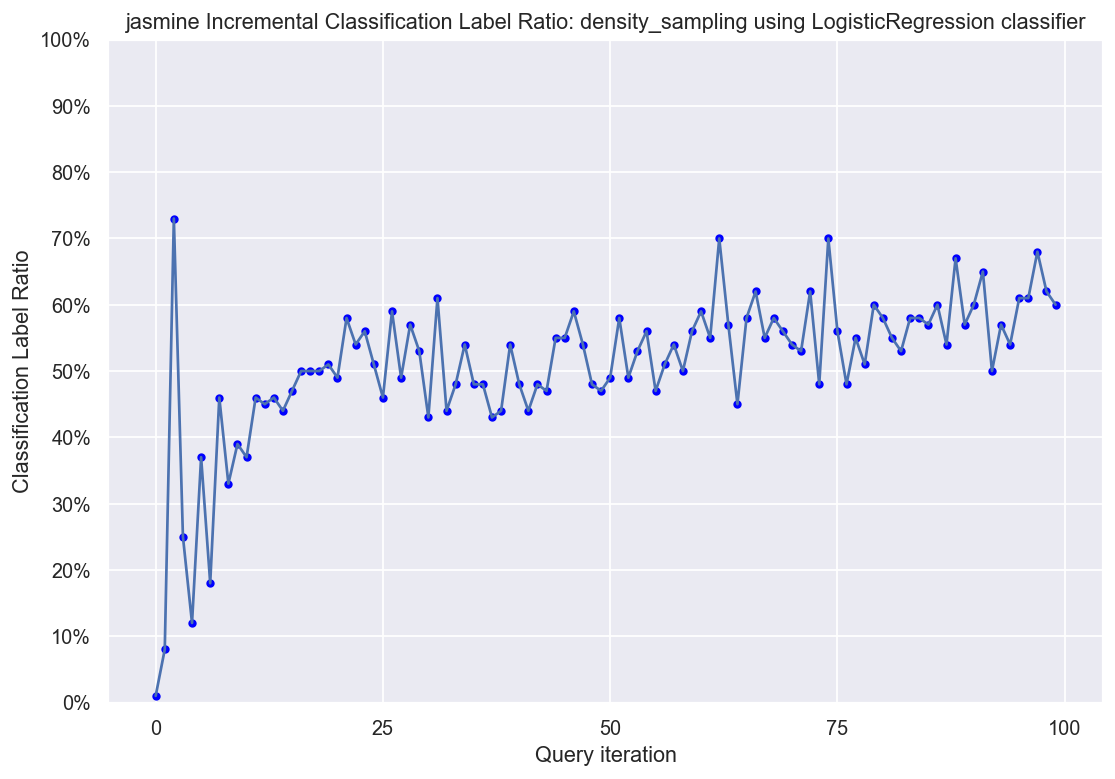 jasmine Incremental Classification Label Ratio: density_sampling using LogisticRegression classifier
100%
90%
80%
70%
60%
50%
40%
30%
20%
10%
0%
Classification Label Ratio
0 25 50 75 100
Query iteration